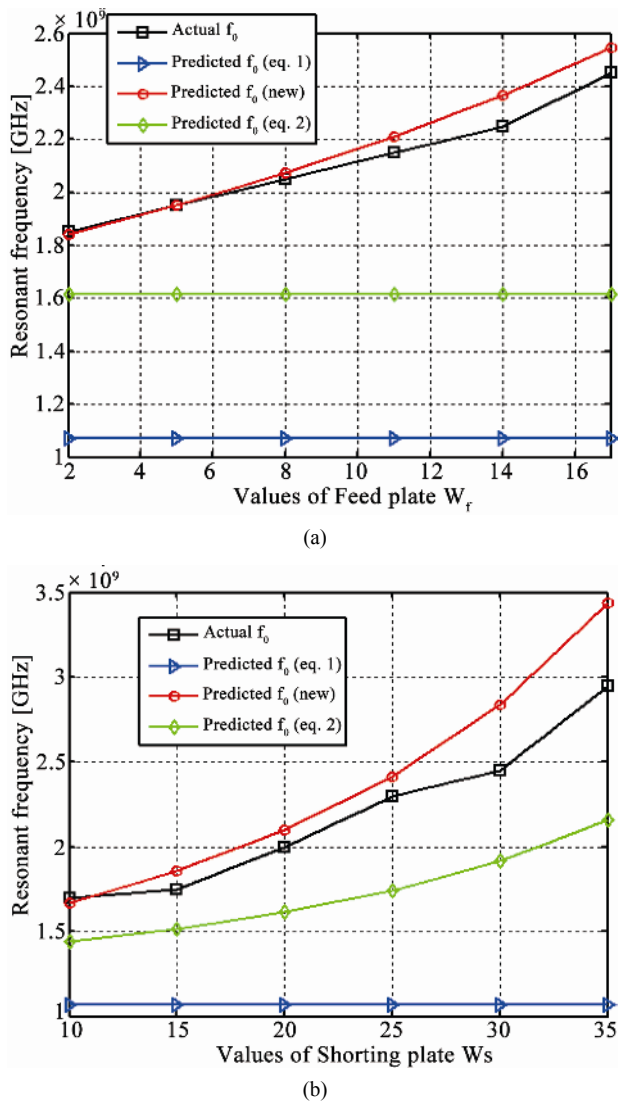 × 10⁹
Actual f₀
Predicted f₀ (eq. 1)
Predicted f₀ (new)
Predicted f₀ (eq. 2)
Resonant frequency [GHz]
2.6
2.4
2.2
2
1.8
1.6
1.4
1.2
1
2 4 6 8 10 12 14 16
Values of Feed plate W_f
(a)
× 10⁹
Actual f₀
Predicted f₀ (eq. 1)
Predicted f₀ (new)
Predicted f₀ (eq. 2)
Resonant frequency [GHz]
3.5
3
2.5
2
1.5
1
10 15 20 25 30 35
Values of Shorting plate Ws
(b)